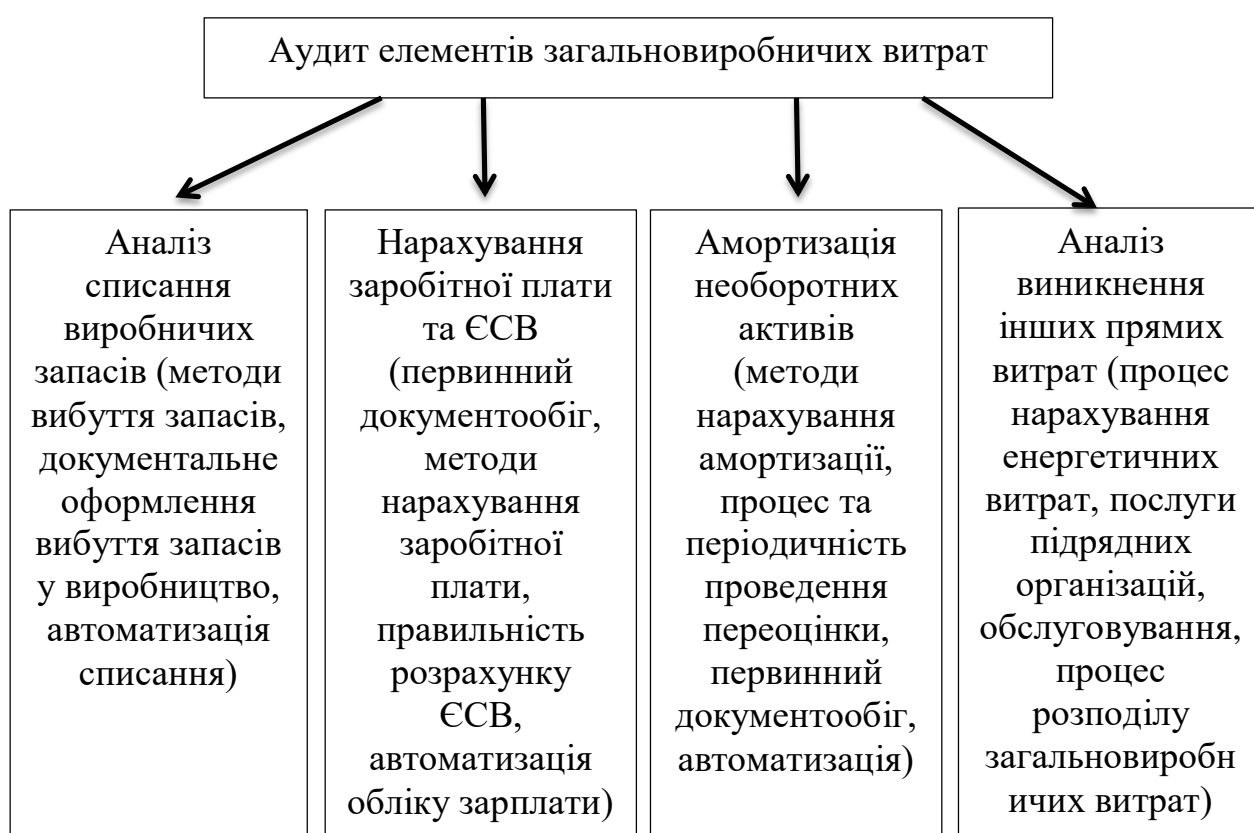 Аудит елементів загальновиробничих витрат
Аналіз
списання
виробничих
запасів (методи
вибуття запасів,
документальне
оформлення
вибуття запасів
у виробництво,
автоматизація
списання)
Нарахування
заробітної плати
та ЄСВ
(первинний
документообіг,
методи
нарахування
заробітної
плати,
правильність
розрахунку
ЄСВ,
автоматизація
обліку зарплати)
Амортизація
необоротних
активів
(методи
нарахування
амортизації,
процес та
періодичність
проведення
переоцінки,
первинний
документообіг,
автоматизація)
Аналіз
виникнення
інших прямих
витрат (процес
нарахування
енергетичних
витрат, послуги
підрядних
організацій,
обслуговування,
процес
розподілу
загальновиробн
ичих витрат)